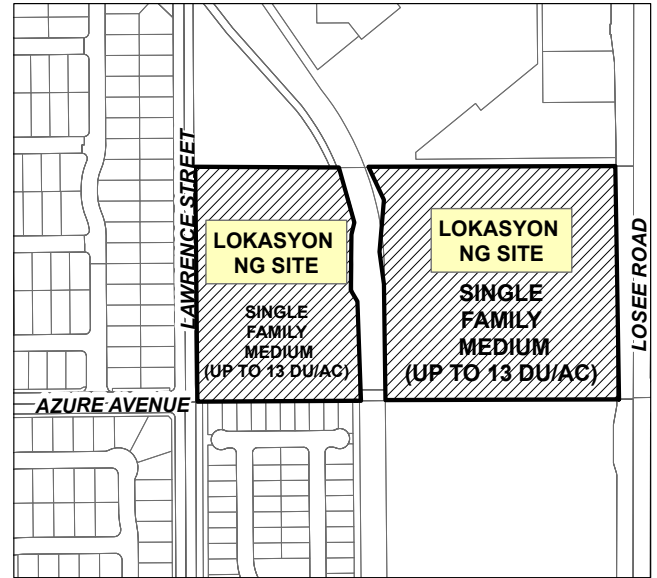 LAWRENCE STREET
LOKASYON
NG SITE
SINGLE
FAMILY
MEDIUM
(UP TO 13 DU/AC)
LOKASYON
NG SITE
SINGLE
FAMILY
MEDIUM
(UP TO 13 DU/AC)
LOSEE ROAD
AZURE AVENUE